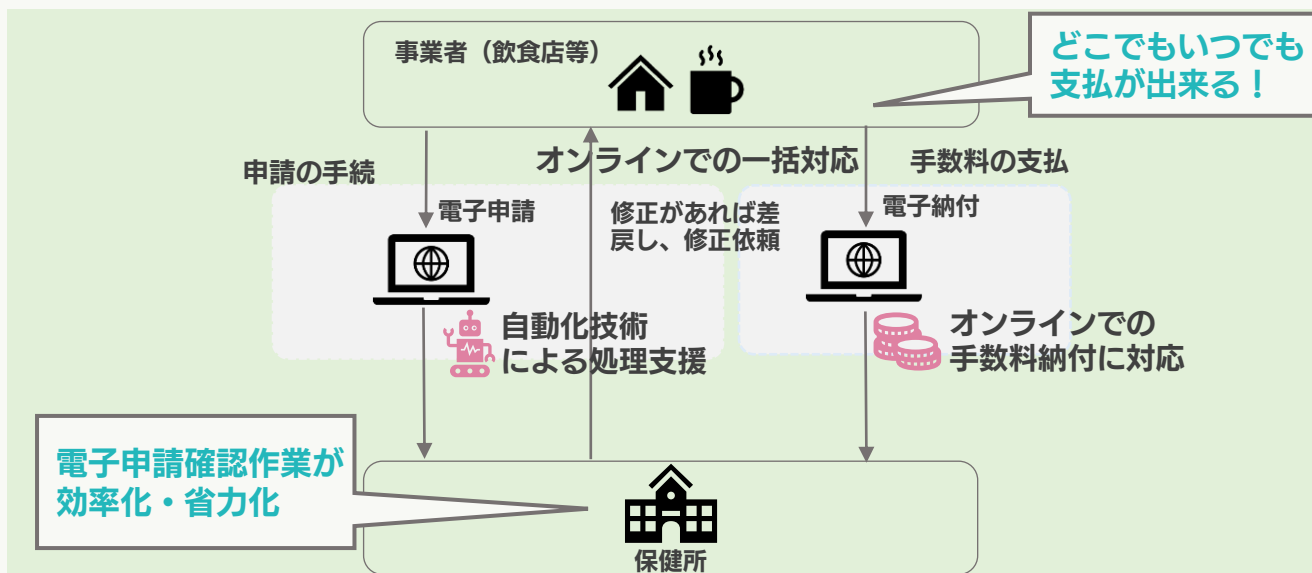 事業者（飲食店等）
どこでもいつでも
支払が出来る！
申請の手続
オンラインでの一括対応
手数料の支払
電子申請
修正があれば差
戻し、修正依頼
電子納付
自動化技術
による処理支援
オンラインでの
手数料納付に対応
電子申請確認作業が
効率化・省力化
保健所